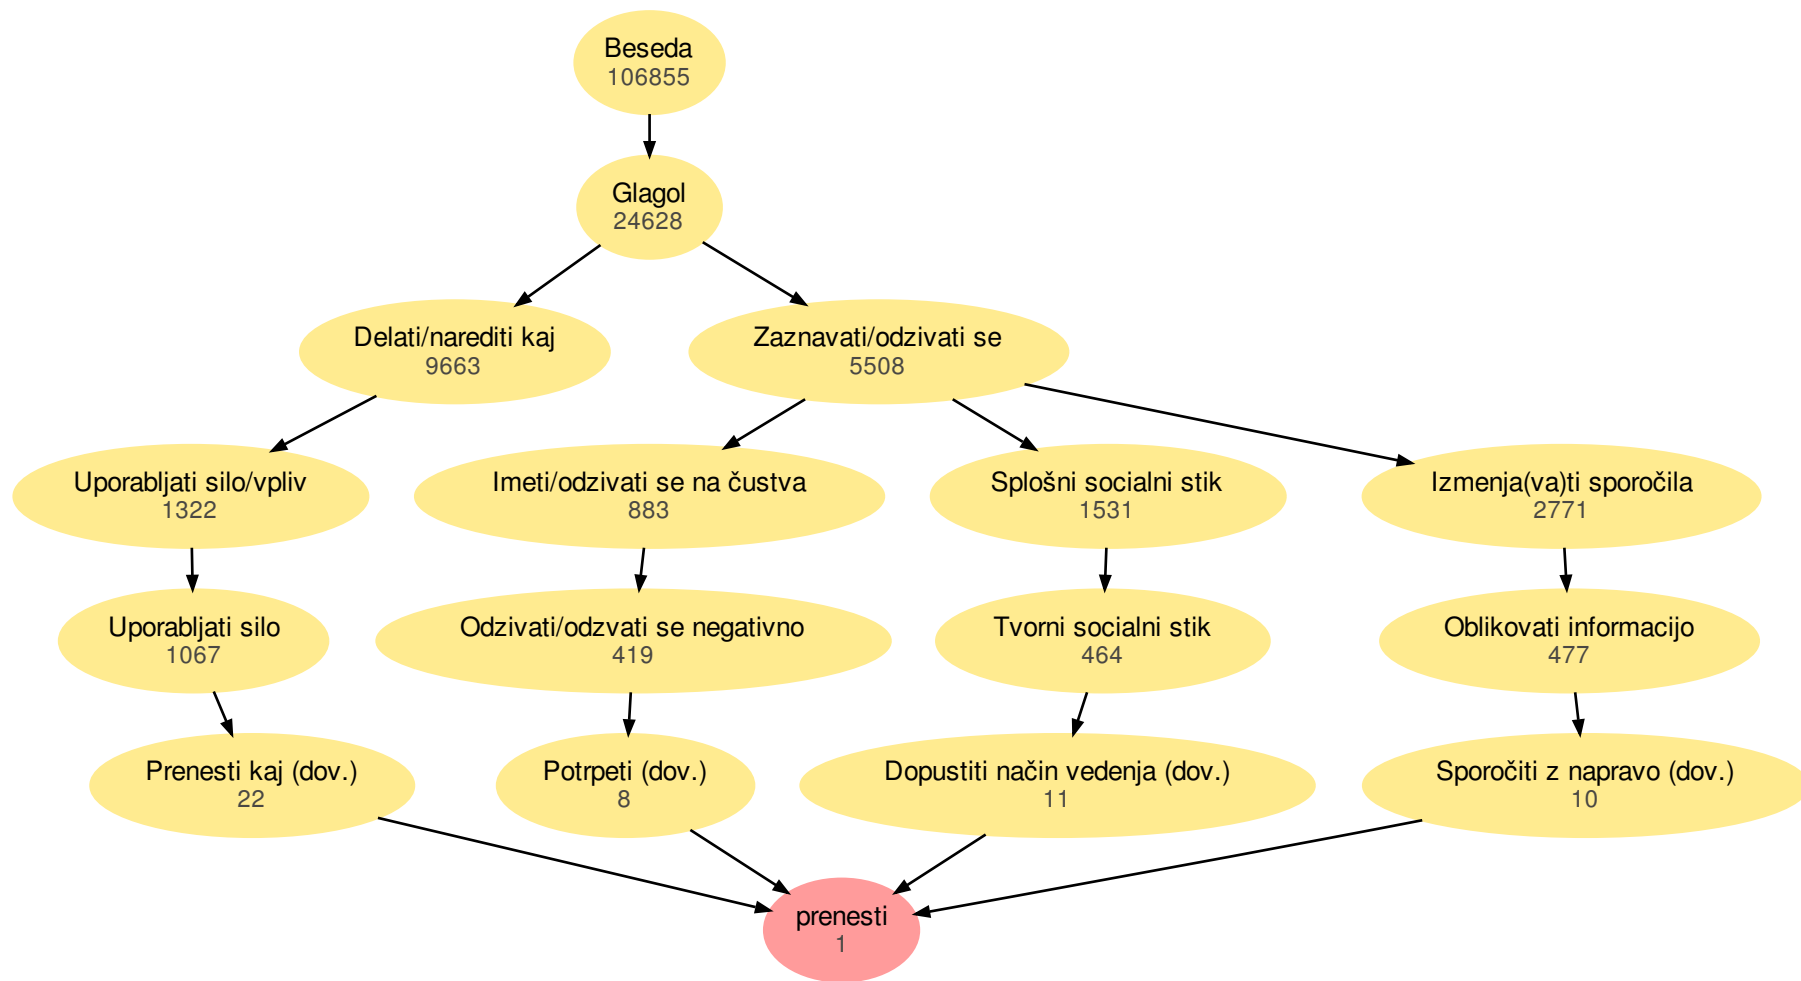 Beseda
106855
Glagol
24628
Delati/narediti kaj
9663
Zaznavati/odzivati se
5508
Uporabljati silo/vpliv
1322
Imeti/odzivati se na čustva
883
Splošni socialni stik
1531
Izmenja(va)ti sporočila
2771
Uporabljati silo
1067
Odzivati/odzvati se negativno
419
Tvorni socialni stik
464
Oblikovati informacijo
477
Prenesti kaj (dov.)
22
Potrpeti (dov.)
8
Dopustiti način vedenja (dov.)
11
Sporočiti z napravo (dov.)
10
prenesti
1